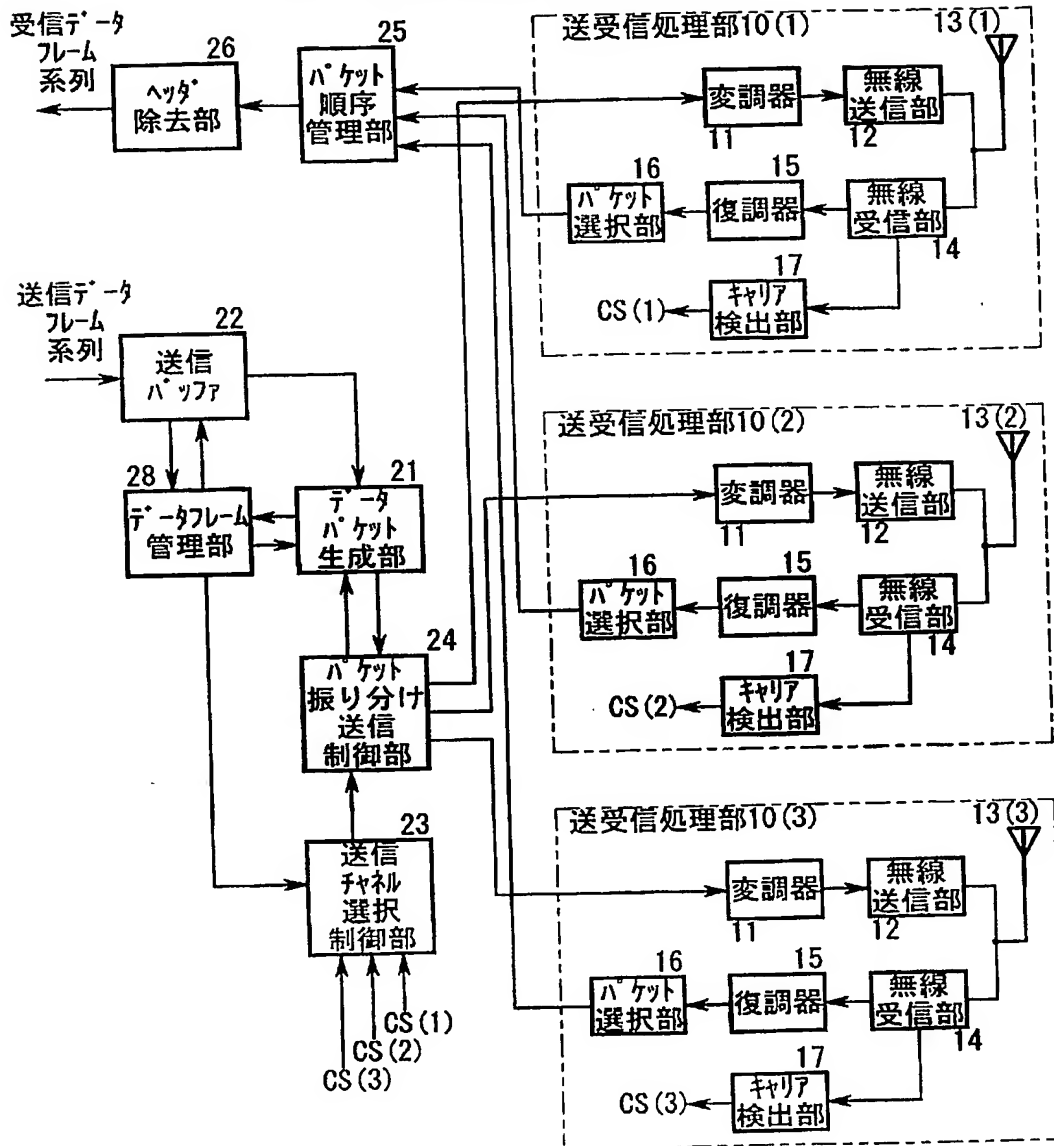 受信データ
フレーム
系列
26
ヘッダ
除去部
25
パケット
順序
管理部
送信データ
フレーム
系列
22
送信
バッファ
28
データフレーム
管理部
21
データ
パケット
生成部
24
パケット
振り分け
送信
制御部
23
送信
チャネル
選択
制御部
CS(1)
CS(2)
CS(3)
送受信処理部10(1)
13(1)
変調器
11
無線
送信部
12
16
パケット
選択部
15
復調器
無線
受信部
14
17
キャリア
検出部
CS(1)
送受信処理部10(2)
13(2)
変調器
11
無線
送信部
12
16
パケット
選択部
15
復調器
無線
受信部
14
17
キャリア
検出部
CS(2)
送受信処理部10(3)
13(3)
変調器
11
無線
送信部
12
16
パケット
選択部
15
復調器
無線
受信部
14
17
キャリア
検出部
CS(3)